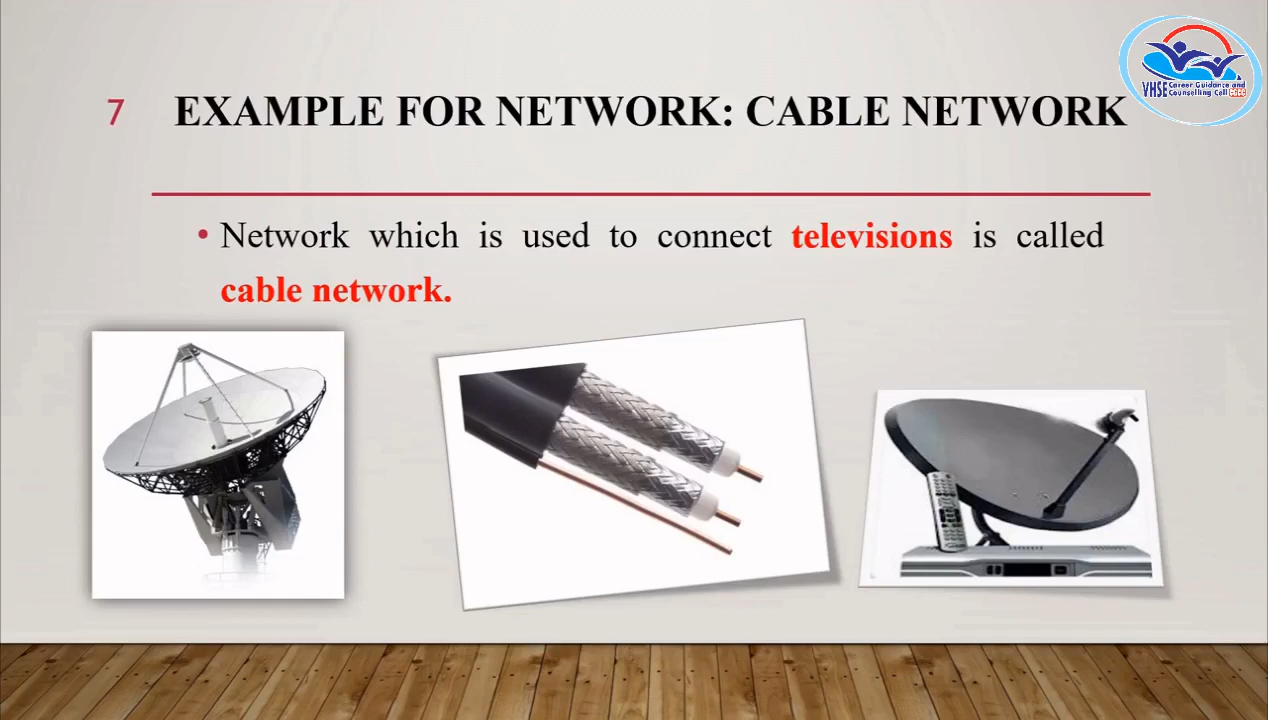 7 EXAMPLE FOR NETWORK: CABLE NETWORK
• Network which is used to connect televisions is called
cable network.
VHSE Career Guidance and
Counselling Cell CGCC